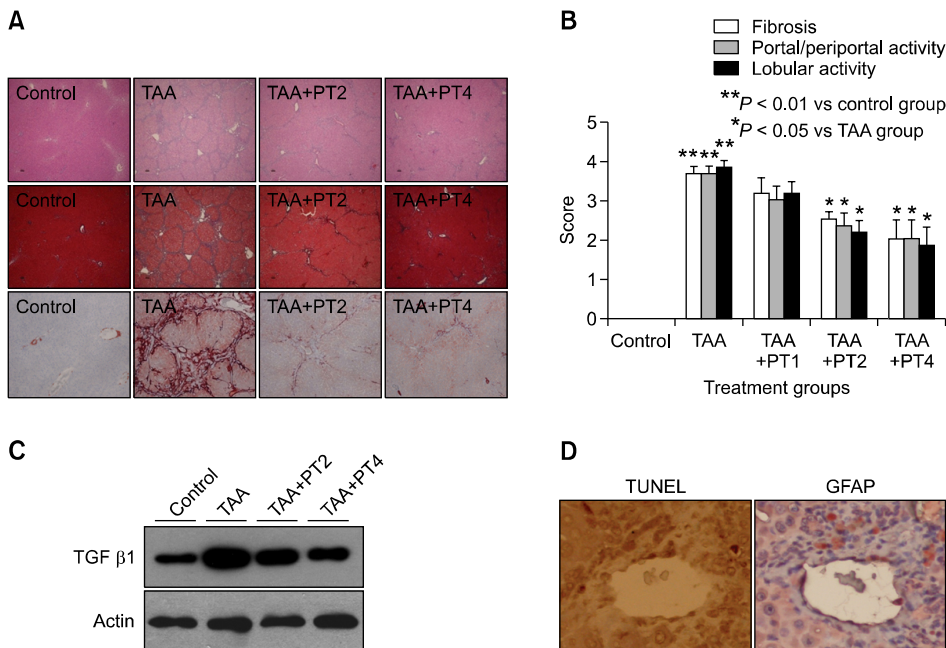 A
Control TAA TAA+PT2 TAA+PT4
Control TAA TAA+PT2 TAA+PT4
Control TAA TAA+PT2 TAA+PT4
B
Fibrosis
Portal/periportal activity
Lobular activity
**P < 0.01 vs control group
*P < 0.05 vs TAA group
Score
5
4
3
2
1
0
** ** **
* * *
* * *
Control TAA TAA +PT1 TAA +PT2 TAA +PT4
Treatment groups
C
Control TAA TAA+PT2 TAA+PT4
TGF β1
Actin
D
TUNEL GFAP